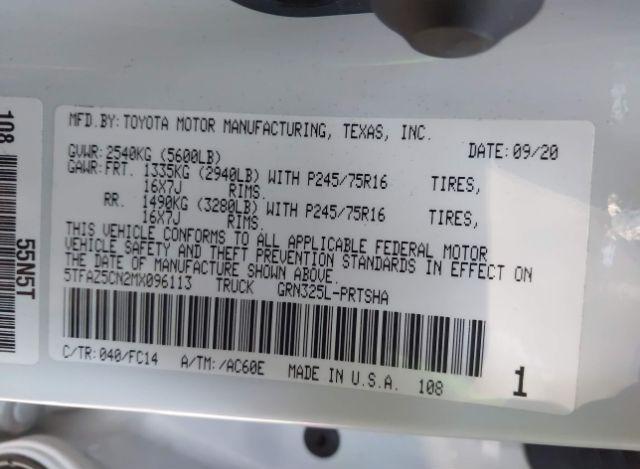 MFD.BY:TOYOTA MOTOR MANUFACTURING, TEXAS, INC.
DATE:09/20
GVWR:2540KG (5600LB)
GAWR:FRT. 1335KG (2940LB) WITH P245/75R16 TIRES,
16X7J RIMS.
RR. 1490KG (3280LB) WITH P245/75R16 TIRES,
16X7J RIMS.
THIS VEHICLE CONFORMS TO ALL APPLICABLE FEDERAL MOTOR
VEHICLE SAFETY AND THEFT PREVENTION STANDARDS IN EFFECT ON
THE DATE OF MANUFACTURE SHOWN ABOVE.
5TFAZ5CN2MX096113 TRUCK GRN325L-PRTSHA
C/TR:040/FC14 A/TM:/AC60E MADE IN U.S.A. 108
1
108
55N5T